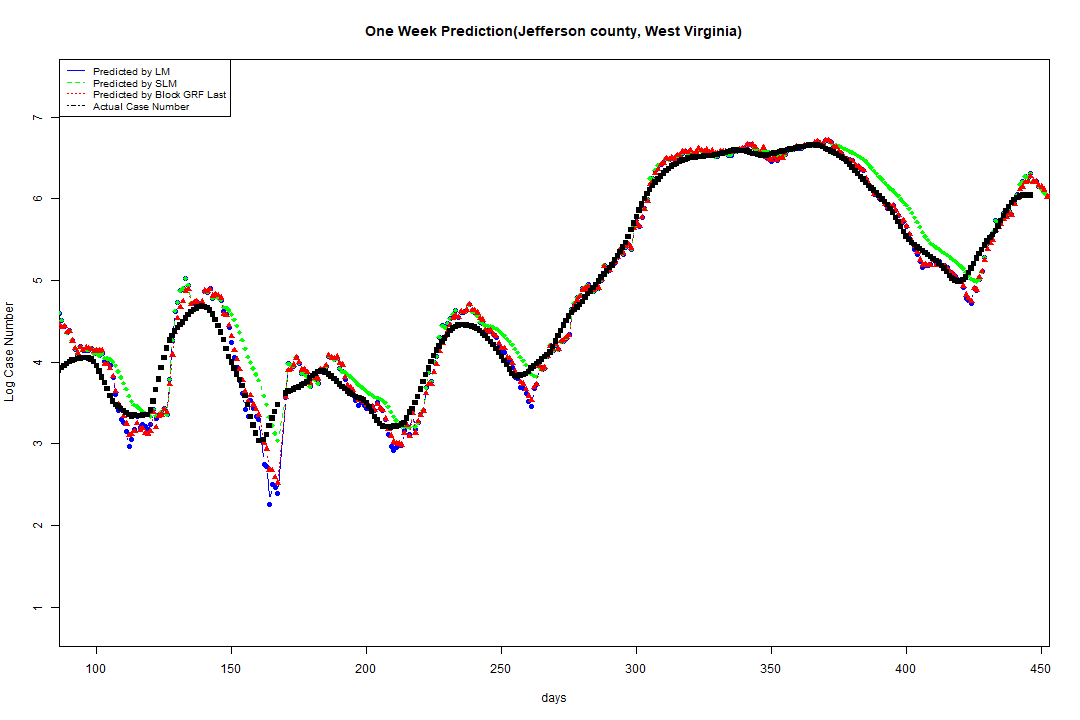 One Week Prediction(Jefferson county, West Virginia)
Predicted by LM
Predicted by SLM
Predicted by Block GRF Last
Actual Case Number
7
6
5
4
3
2
1
Log Case Number
100 150 200 250 300 350 400 450
days